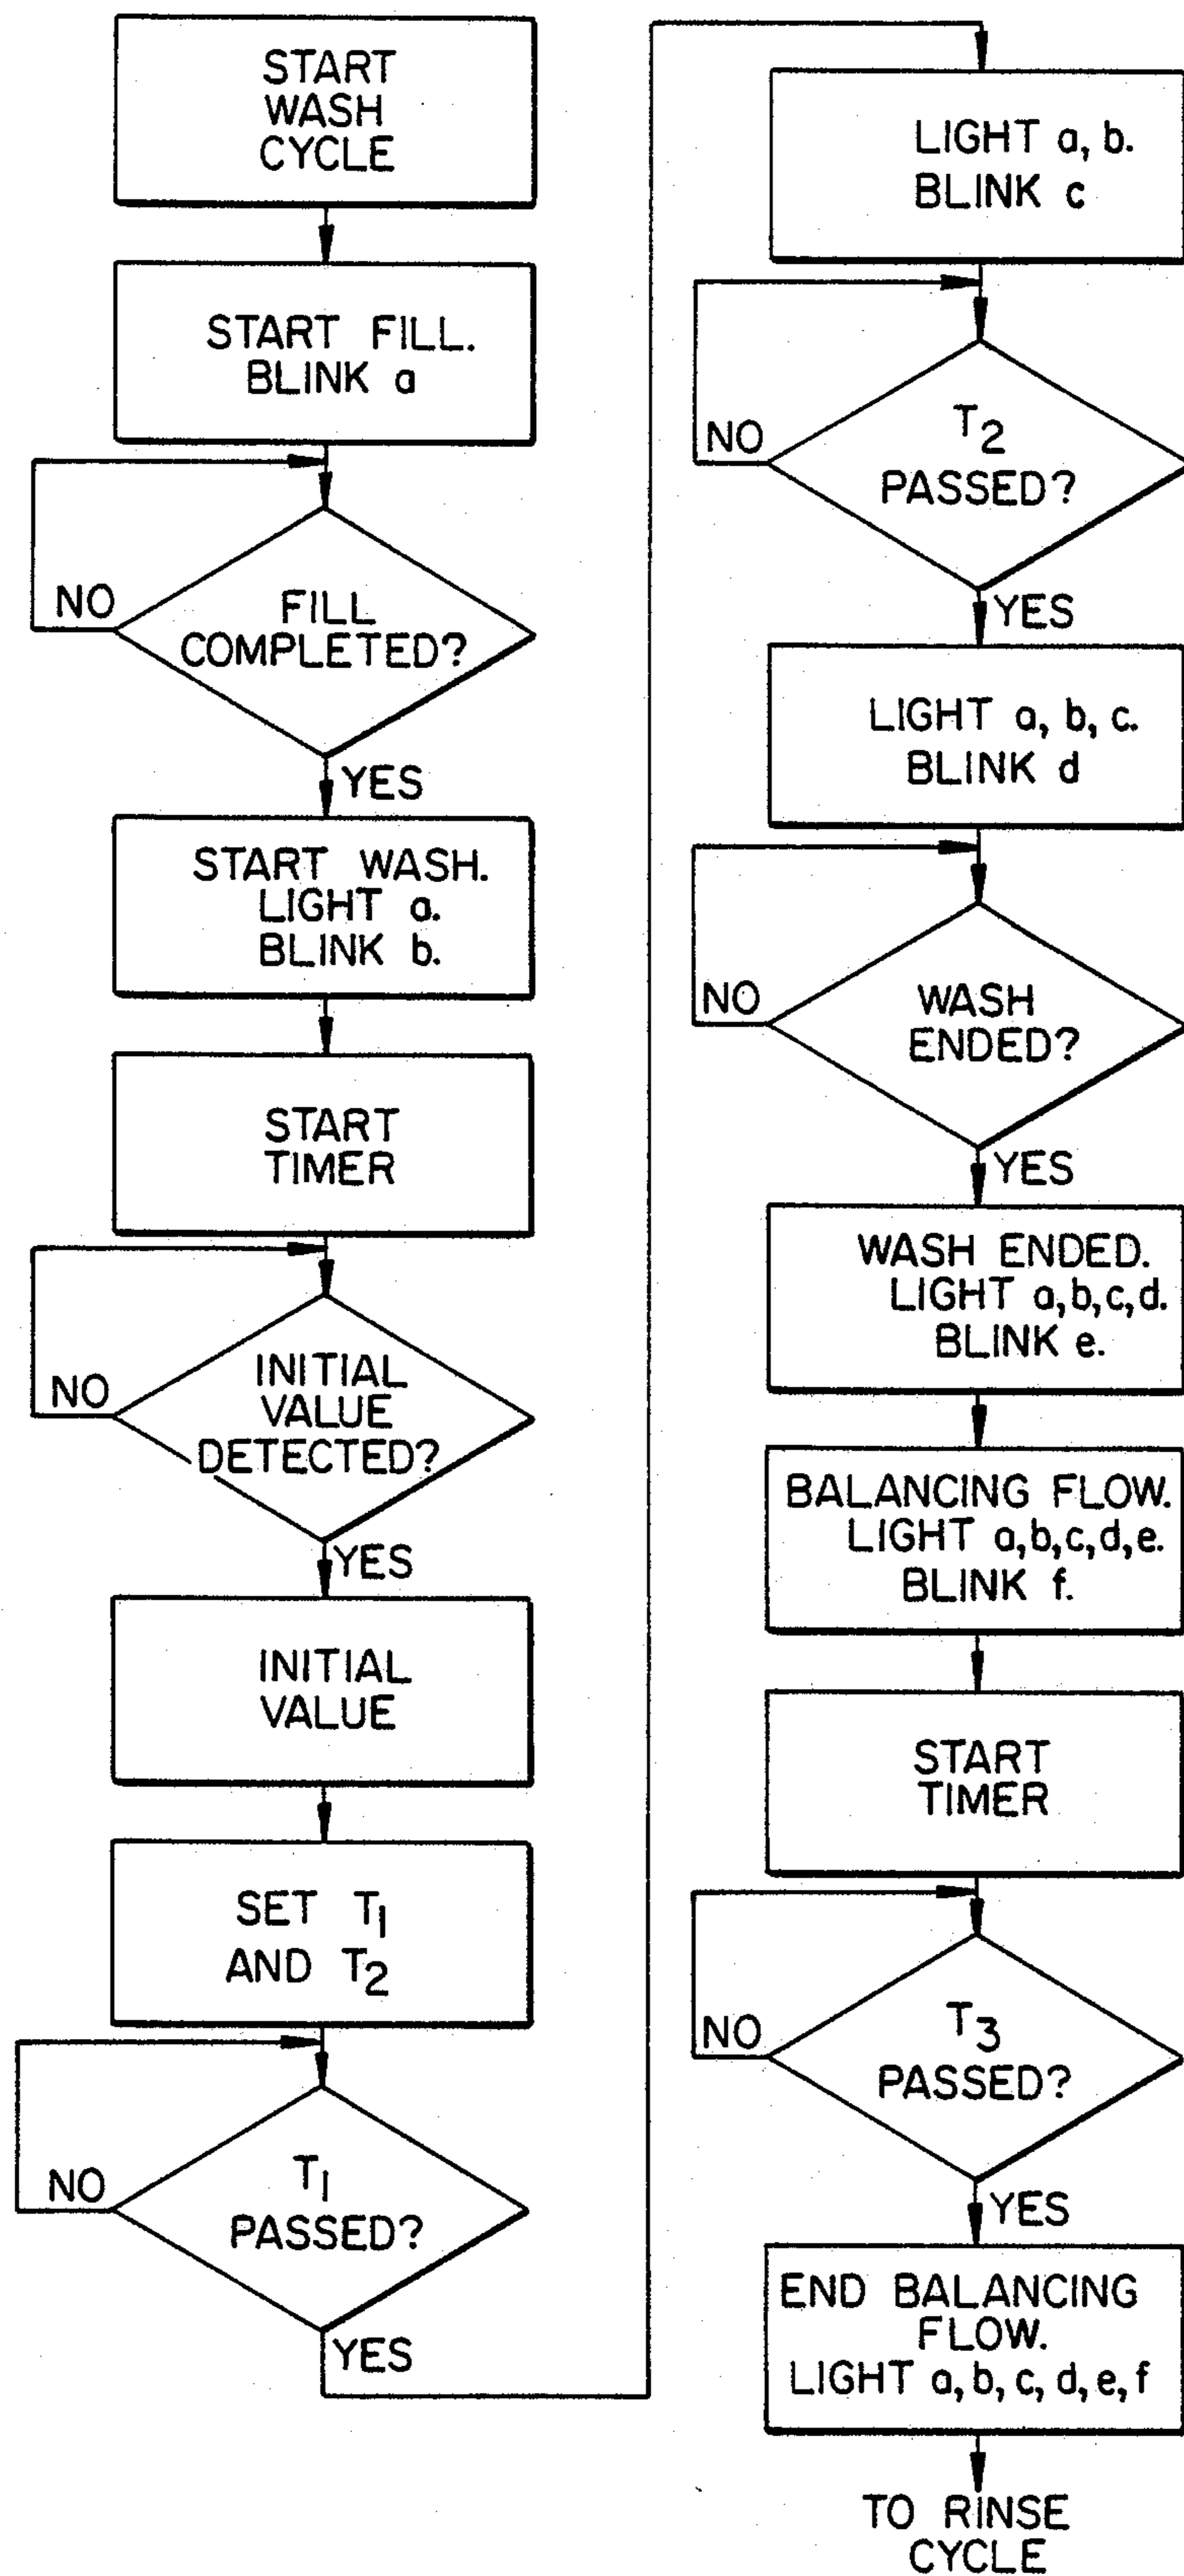 START
WASH
CYCLE
START FILL.
BLINK a
FILL
COMPLETED?
NO
YES
START WASH.
LIGHT a.
BLINK b.
START
TIMER
INITIAL
VALUE
DETECTED?
NO
YES
INITIAL
VALUE
SET T1
AND T2
T1
PASSED?
NO
YES
LIGHT a, b.
BLINK c
T2
PASSED?
NO
YES
LIGHT a, b, c.
BLINK d
WASH
ENDED?
NO
YES
WASH ENDED.
LIGHT a,b,c,d.
BLINK e.
BALANCING FLOW.
LIGHT a,b,c,d,e.
BLINK f.
START
TIMER
T3
PASSED?
NO
YES
END BALANCING
FLOW.
LIGHT a, b, c, d, e, f
TO RINSE
CYCLE